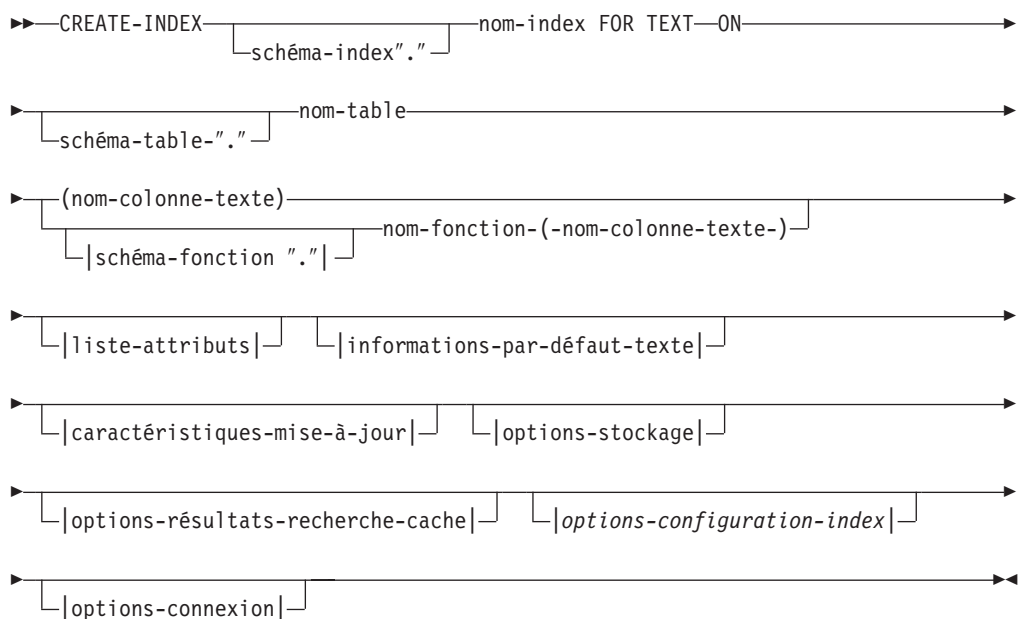 CREATE-INDEX nom-index FOR TEXT ON
schéma-index"."
nom-table
schéma-table-"."
(nom-colonne-texte)
nom-fonction-(-nom-colonne-texte-)
|schéma-fonction "."|
|liste-attributs| |informations-par-défaut-texte|
|caractéristiques-mise-à-jour| |options-stockage|
|options-résultats-recherche-cache| |options-configuration-index|
|options-connexion|